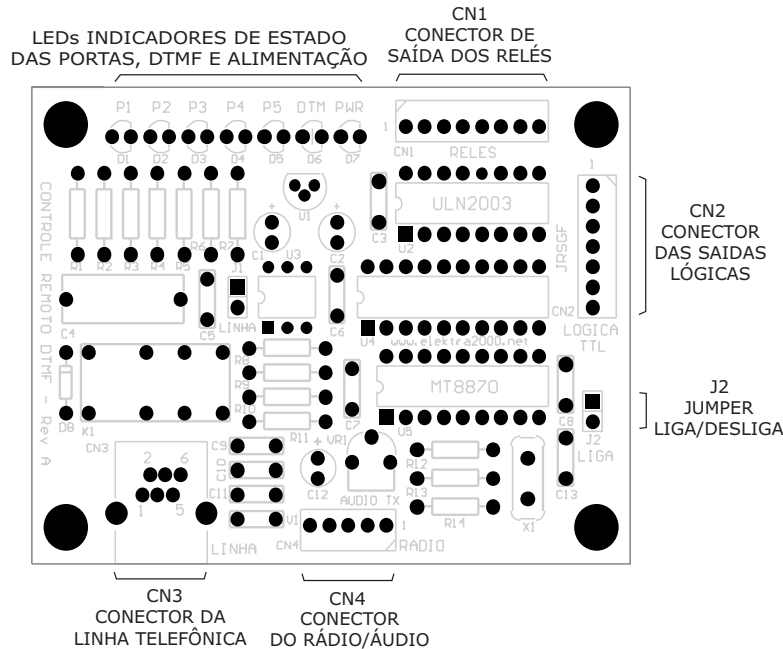 LEDs INDICADORES DE ESTADO
DAS PORTAS, DTMF E ALIMENTAÇÃO
CN1
CONECTOR DE
SAÍDA DOS RELÉS
P1 P2 P3 P4 P5 DTM PWR
D1 D2 D3 D4 D5 D6 D7
1
CN1 RELES
U1
C1
C2
C3
ULN2003
U2
1
CN2
CONECTOR
DAS SAIDAS
LÓGICAS
JRSGF
CONTROLE REMOTO DTMF - Rev A
R1 R2 R3 R4 R5 R6 R7
J1
LINHA
U3
C4
C5
C6
U4
www.elektra2000.net
CN2
LOGICA
TTL
R8
R9
R10
R11
C7
MT8870
U5
C8
J2
LIGA
J2
JUMPER
LIGA/DESLIGA
D8
K1
CN3
2 6
1 5
LINHA
C9
C10
C11
V1
C12
VR1
AUDIO TX
R12
R13
R14
X1
C13
CN4
1
RADIO
CN3
CONECTOR DA
LINHA TELEFÔNICA
CN4
CONECTOR
DO RÁDIO/ÁUDIO